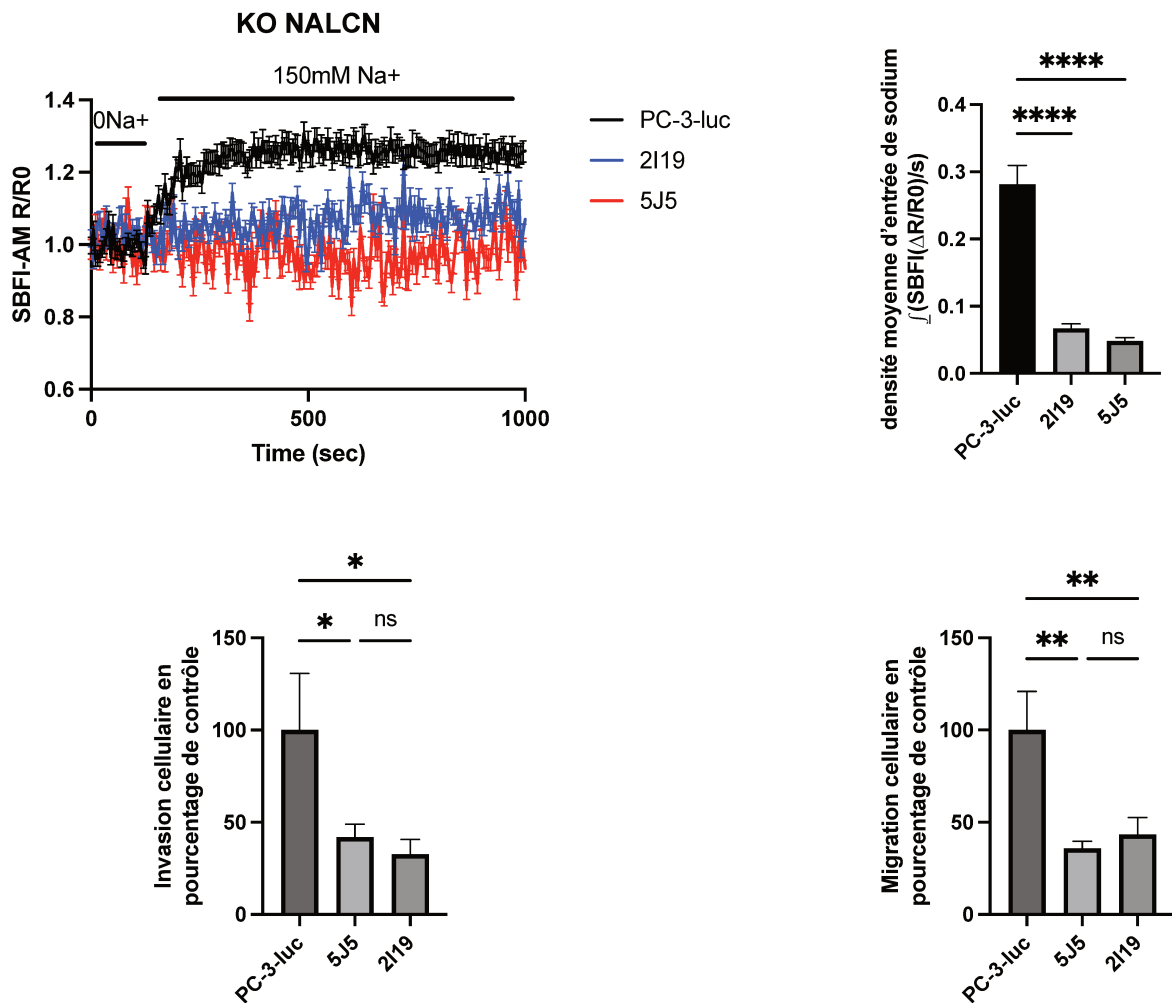 KO NALCN
150mM Na+
0Na+
1.4
1.2
1.0
0.8
0.6
SBFI-AM R/R0
0
500
1000
Time (sec)
PC-3-luc
2I19
5J5
densité moyenne d'entrée de sodium
∫(SBFI(△R/R0)/s)
****
****
0.3
0.2
0.1
0.0
PC-3-luc
2I19
5J5
Invasion cellulaire en
pourcentage de contrôle
*
*
ns
150
100
50
0
PC-3-luc
5J5
2I19
Migration cellulaire en
pourcentage de contrôle
**
**
ns
150
100
50
0
PC-3-luc
5J5
2I19